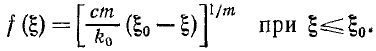 f(ξ) = [cm/k₀ (ξ₀ − ξ)]^{1/m} при ξ ⩽ ξ₀.